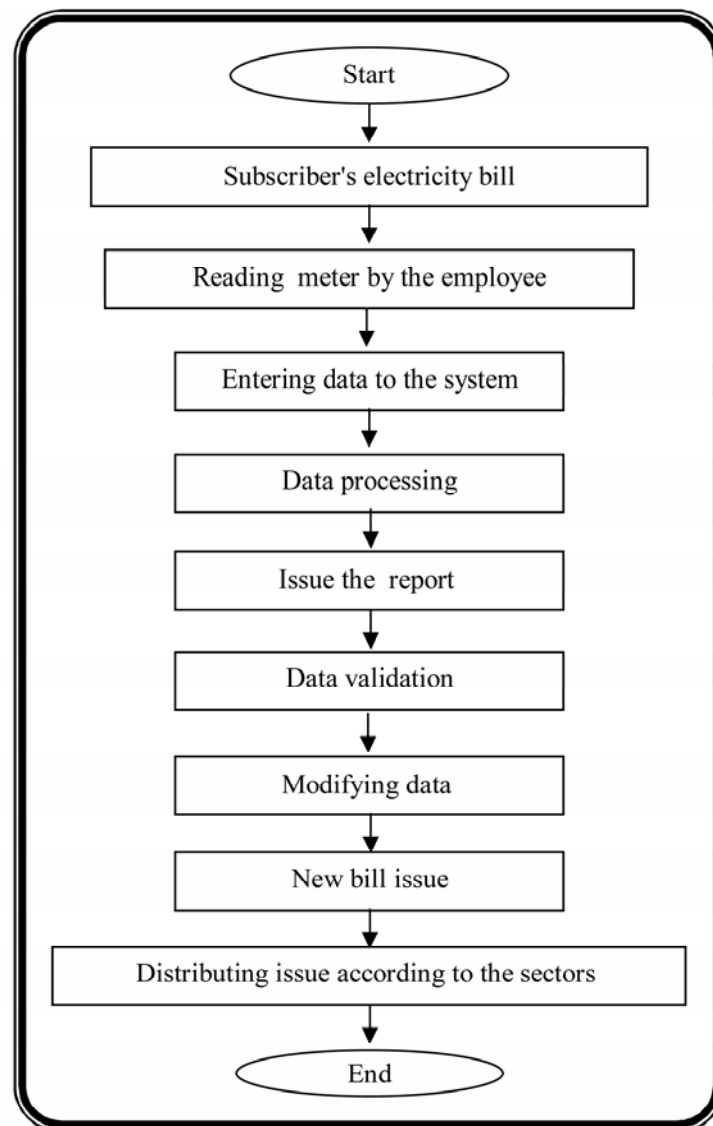 Start
Subscriber's electricity bill
Reading meter by the employee
Entering data to the system
Data processing
Issue the report
Data validation
Modifying data
New bill issue
Distributing issue according to the sectors
End